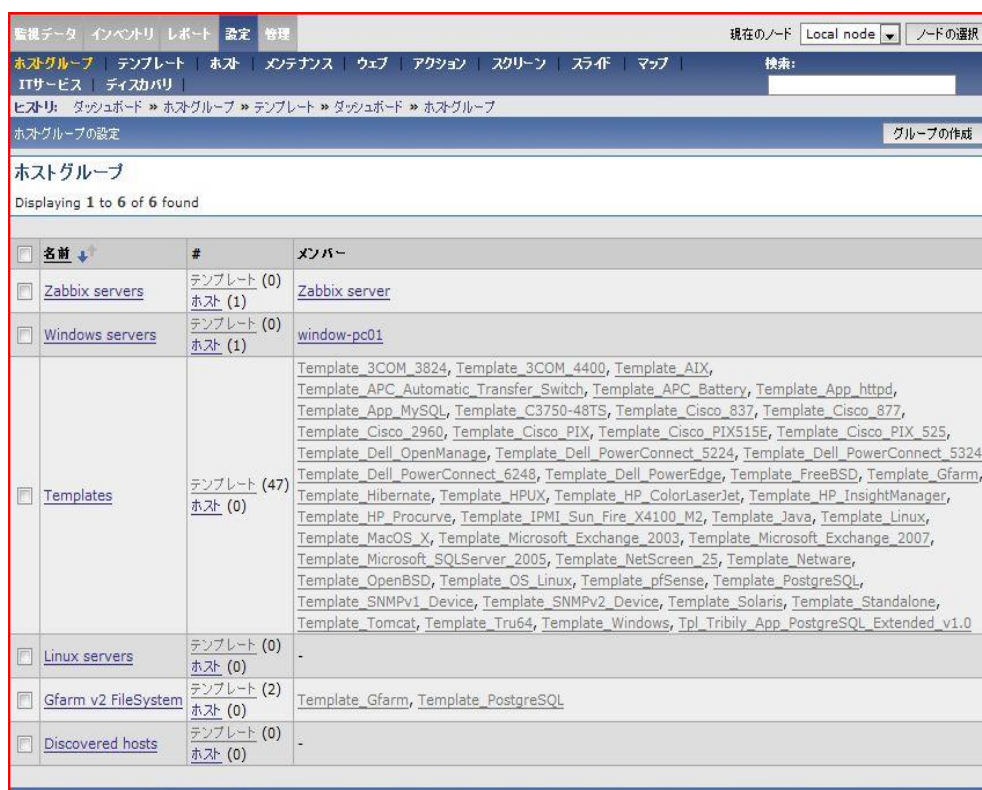 監視データ インベントリ レポート 設定 管理 現在のノード Local node ノードの選択
ホストグループ | テンプレート | ホスト | メンテナンス | ウェブ | アクション | スクリーン | スライド | マップ | 検索:
ITサービス | ディスカバリ |
ヒストリ: ダッシュボード » ホストグループ » テンプレート » ダッシュボード » ホストグループ
ホストグループの設定 グループの作成
ホストグループ
Displaying 1 to 6 of 6 found
名前 # メンバー
Zabbix servers テンプレート (0) ホスト (1) Zabbix server
Windows servers テンプレート (0) ホスト (1) window-pc01
Templates テンプレート (47) ホスト (0)
Template_3COM_3824, Template_3COM_4400, Template_AIX,
Template_APC_Automatic_Transfer_Switch, Template_APC_Battery, Template_App_httpd,
Template_App_MySQL, Template_C3750-48TS, Template_Cisco_837, Template_Cisco_877,
Template_Cisco_2960, Template_Cisco_PIX, Template_Cisco_PIX515E, Template_Cisco_PIX_525,
Template_Dell_OpenManage, Template_Dell_PowerConnect_5224, Template_Dell_PowerConnect_5324
Template_Dell_PowerConnect_6248, Template_Dell_PowerEdge, Template_FreeBSD, Template_Gfarm,
Template_Hibernate, Template_HPUX, Template_HP_ColorLaserJet, Template_HP_InsightManager,
Template_HP_Procurve, Template_IPMI_Sun_Fire_X4100_M2, Template_Java, Template_Linux,
Template_MacOS_X, Template_Microsoft_Exchange_2003, Template_Microsoft_Exchange_2007,
Template_Microsoft_SQLServer_2005, Template_NetScreen_25, Template_Netware,
Template_OpenBSD, Template_OS_Linux, Template_pfSense, Template_PostgreSQL,
Template_SNMPv1_Device, Template_SNMPv2_Device, Template_Solaris, Template_Standalone,
Template_Tomcat, Template_Tru64, Template_Windows, Tpl_Tribily_App_PostgreSQL_Extended_v1.0
Linux servers テンプレート (0) ホスト (0) -
Gfarm v2 FileSystem テンプレート (2) ホスト (0) Template_Gfarm, Template_PostgreSQL
Discovered hosts テンプレート (0) ホスト (0) -